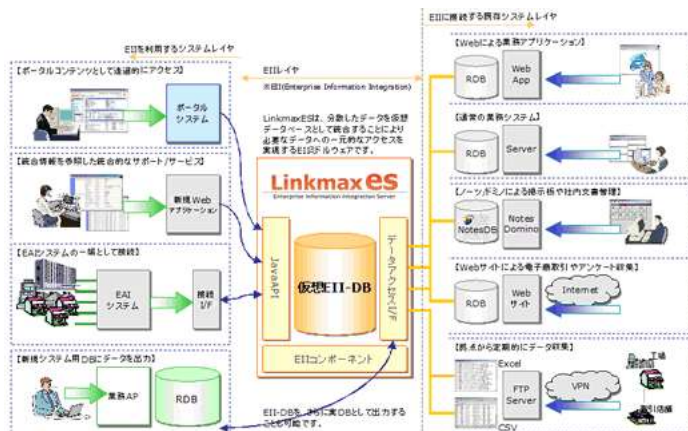 EIIを利用するシステムレイヤ
【ポータルコンテンツとして透過的にアクセス】
ポータル
システム
【統合情報を参照した統合的なサポート/サービス】
新規Web
アプリケーション
【EAIシステムの一環として接続】
EAI
システム
接続
I/F
【新規システム用DBにデータを出力】
業務AP
RDB
EIIレイヤ
※EII(Enterprise Information Integration)
LinkmaxESは、分散したデータを仮想
データベースとして統合することにより
必要なデータへの一元的なアクセスを
実現するEIIミドルウェアです。
Linkmax es
Enterprise Information Integration Server
JavaAPI
仮想EII-DB
データアクセスI/F
EIIコンポーネント
EII-DBを、さらに実DBとして出力する
ことも可能です。
EIIに接続する既存システムレイヤ
【Webによる業務アプリケーション】
RDB
Web
App
【通常の業務システム】
RDB
Server
【ノーツ/ドミノによる掲示板や社内文書管理】
NotesDB
Notes
Domino
【Webサイトによる電子商取引やアンケート収集】
RDB
Web
サイト
Internet
【拠点から定期的にデータ収集】
Excel
CSV
FTP
Server
VPN
工場
取引店舗